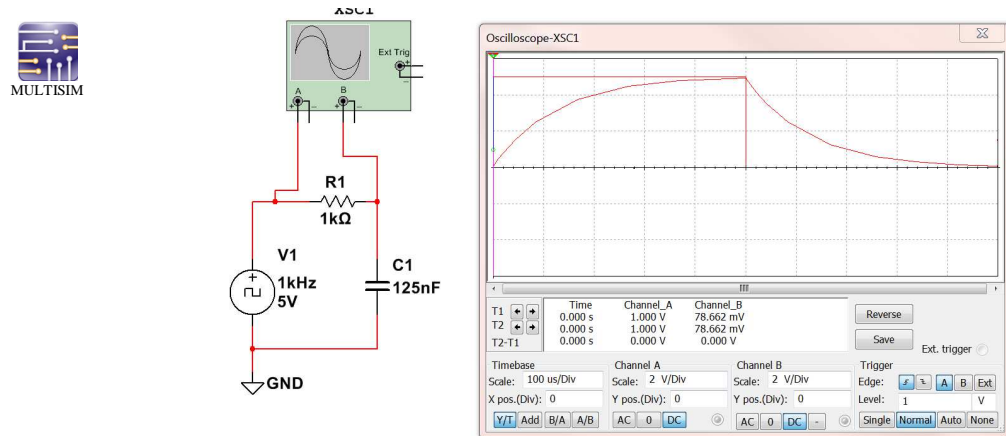 XSC1
MULTISIM
Ext Trig
+
−
A
B
+
−
+
−
R1
1kΩ
V1
+
1kHz
5V
C1
125nF
GND
Oscilloscope-XSC1
Time Channel_A Channel_B
T1 0.000 s 1.000 V 78.662 mV
T2 0.000 s 1.000 V 78.662 mV
T2-T1 0.000 s 0.000 V 0.000 V
Reverse
Save
Ext. trigger
Timebase
Scale: 100 us/Div
X pos.(Div): 0
Y/T Add B/A A/B
Channel A
Scale: 2 V/Div
Y pos.(Div): 0
AC 0 DC
Channel B
Scale: 2 V/Div
Y pos.(Div): 0
AC 0 DC -
Trigger
Edge: A B Ext
Level: 1 V
Single Normal Auto None